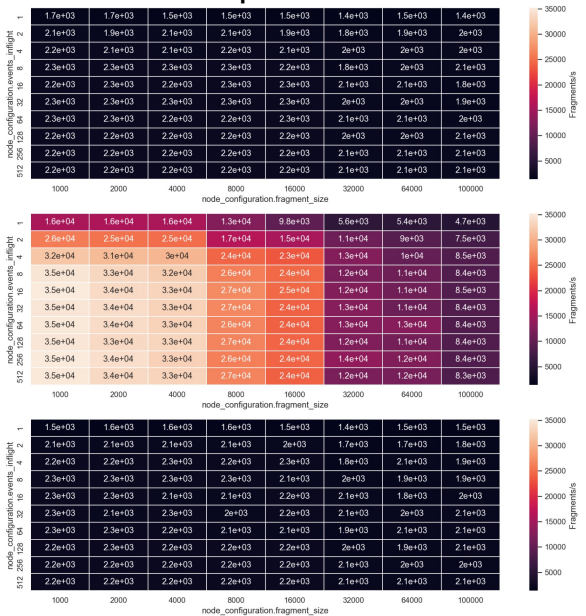 1 1.7e+03 1.7e+03 1.5e+03 1.5e+03 1.5e+03 1.4e+03 1.5e+03 1.4e+03
2 2.1e+03 1.9e+03 2.1e+03 2.1e+03 1.9e+03 1.8e+03 1.9e+03 2e+03
4 2.2e+03 2.1e+03 2.1e+03 2.2e+03 2.1e+03 2e+03 2e+03 2e+03
8 2.3e+03 2.3e+03 2.2e+03 2.3e+03 2.2e+03 1.8e+03 2e+03 2.1e+03
16 2.3e+03 2.2e+03 2.2e+03 2.3e+03 2.3e+03 2.1e+03 2.1e+03 1.8e+03
32 2.3e+03 2.3e+03 2.2e+03 2.3e+03 2.3e+03 2e+03 2e+03 1.9e+03
64 2.3e+03 2.3e+03 2.2e+03 2.2e+03 2.2e+03 2.1e+03 2.1e+03 2e+03
128 2.2e+03 2.2e+03 2.2e+03 2.2e+03 2.2e+03 2e+03 2e+03 2.1e+03
256 2.2e+03 2.2e+03 2.2e+03 2.2e+03 2.2e+03 2.1e+03 2.1e+03 2.1e+03
512 2.2e+03 2.2e+03 2.2e+03 2.2e+03 2.2e+03 2.1e+03 2.1e+03 2.1e+03
1000 2000 4000 8000 16000 32000 64000 100000
node_configuration.fragment_size
node_configuration.events_inflight
35000
30000
25000
20000
15000
10000
5000
Fragments/s
1 1.6e+04 1.6e+04 1.6e+04 1.3e+04 9.8e+03 5.6e+03 5.4e+03 4.7e+03
2 2.6e+04 2.5e+04 2.5e+04 1.7e+04 1.5e+04 1.1e+04 9e+03 7.5e+03
4 3.2e+04 3.1e+04 3e+04 2.4e+04 2.3e+04 1.3e+04 1e+04 8.5e+03
8 3.5e+04 3.3e+04 3.2e+04 2.6e+04 2.4e+04 1.2e+04 1.1e+04 8.4e+03
16 3.5e+04 3.4e+04 3.3e+04 2.7e+04 2.5e+04 1.2e+04 1.1e+04 8.5e+03
32 3.5e+04 3.4e+04 3.3e+04 2.7e+04 2.4e+04 1.3e+04 1.1e+04 8.4e+03
64 3.5e+04 3.4e+04 3.3e+04 2.6e+04 2.4e+04 1.3e+04 1.3e+04 8.4e+03
128 3.5e+04 3.4e+04 3.3e+04 2.7e+04 2.4e+04 1.2e+04 1.1e+04 8.4e+03
256 3.5e+04 3.4e+04 3.3e+04 2.6e+04 2.4e+04 1.4e+04 1.2e+04 8.4e+03
512 3.5e+04 3.4e+04 3.3e+04 2.7e+04 2.4e+04 1.2e+04 1.2e+04 8.3e+03
1000 2000 4000 8000 16000 32000 64000 100000
node_configuration.fragment_size
node_configuration.events_inflight
35000
30000
25000
20000
15000
10000
5000
Fragments/s
1 1.5e+03 1.6e+03 1.6e+03 1.6e+03 1.5e+03 1.4e+03 1.5e+03 1.5e+03
2 2.1e+03 2.1e+03 2.1e+03 2.1e+03 2e+03 1.7e+03 1.7e+03 1.8e+03
4 2.2e+03 2.2e+03 2.3e+03 2.2e+03 2.3e+03 1.8e+03 2.1e+03 1.9e+03
8 2.3e+03 2.3e+03 2.2e+03 2.3e+03 2.1e+03 2e+03 1.9e+03 1.9e+03
16 2.3e+03 2.3e+03 2.1e+03 2.1e+03 2.2e+03 2.1e+03 1.8e+03 2e+03
32 2.3e+03 2.2e+03 2.3e+03 2e+03 2.2e+03 2.1e+03 2e+03 2.1e+03
64 2.3e+03 2.3e+03 2.2e+03 2.1e+03 2.1e+03 1.9e+03 2.1e+03 2.1e+03
128 2.2e+03 2.3e+03 2.2e+03 2.2e+03 2.2e+03 2e+03 1.9e+03 2.1e+03
256 2.2e+03 2.2e+03 2.2e+03 2.2e+03 2.2e+03 2.1e+03 2e+03 2e+03
512 2.2e+03 2.2e+03 2.2e+03 2.2e+03 2.2e+03 2.1e+03 2.1e+03 2.1e+03
1000 2000 4000 8000 16000 32000 64000 100000
node_configuration.fragment_size
node_configuration.events_inflight
35000
30000
25000
20000
15000
10000
5000
Fragments/s